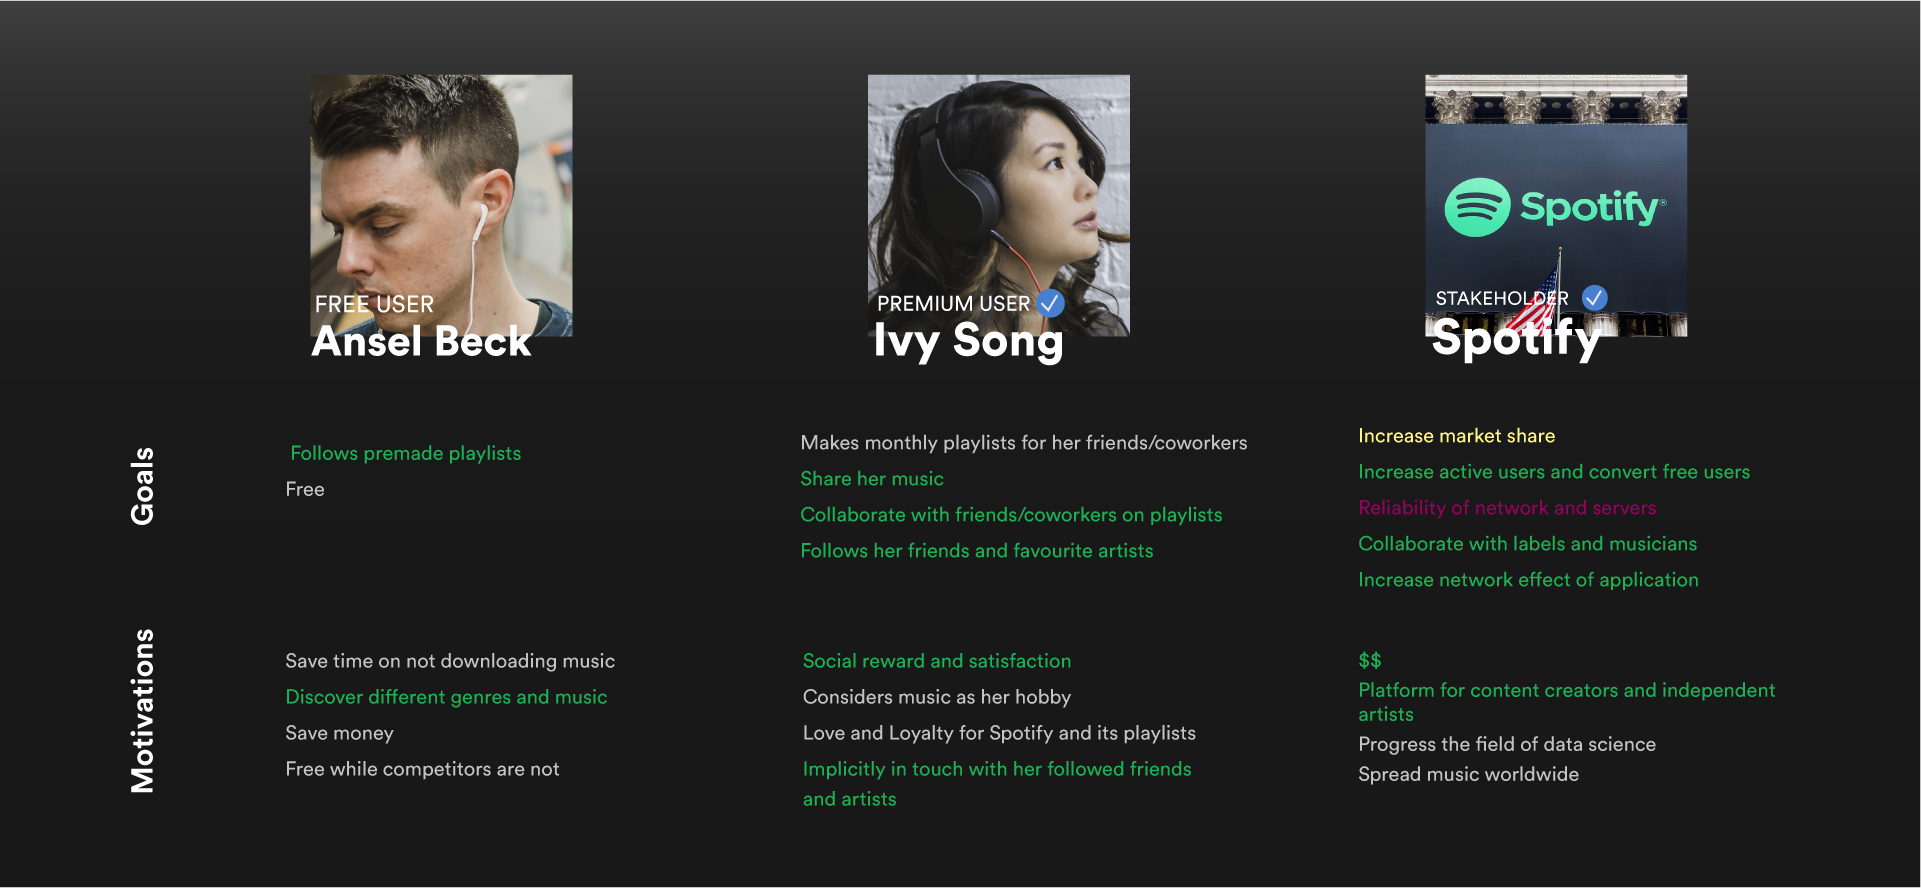 Spotify®
FREE USER
Ansel Beck
PREMIUM USER
Ivy Song
STAKEHOLDER
Spotify
Goals
Follows premade playlists
Free
Makes monthly playlists for her friends/coworkers
Share her music
Collaborate with friends/coworkers on playlists
Follows her friends and favourite artists
Increase market share
Increase active users and convert free users
Reliability of network and servers
Collaborate with labels and musicians
Increase network effect of application
Motivations
Save time on not downloading music
Discover different genres and music
Save money
Free while competitors are not
Social reward and satisfaction
Considers music as her hobby
Love and Loyalty for Spotify and its playlists
Implicitly in touch with her followed friends
and artists
$$
Platform for content creators and independent
artists
Progress the field of data science
Spread music worldwide